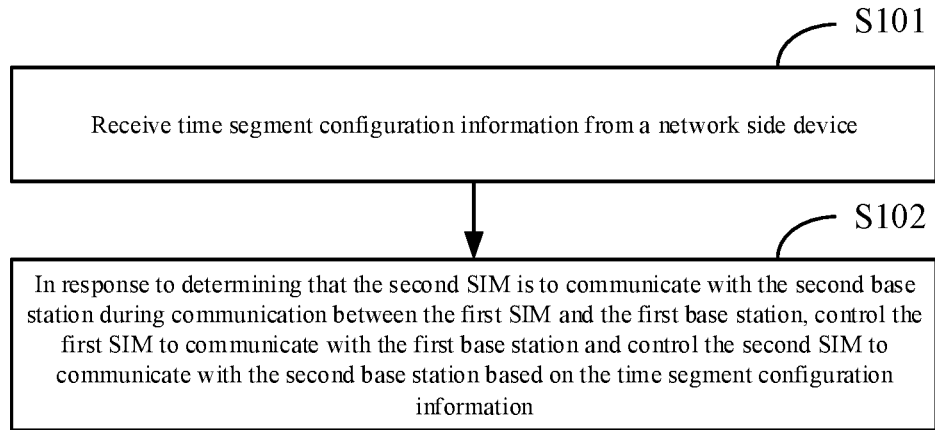 S101
Receive time segment configuration information from a network side device
S102
In response to determining that the second SIM is to communicate with the second base
station during communication between the first SIM and the first base station, control the
first SIM to communicate with the first base station and control the second SIM to
communicate with the second base station based on the time segment configuration
information